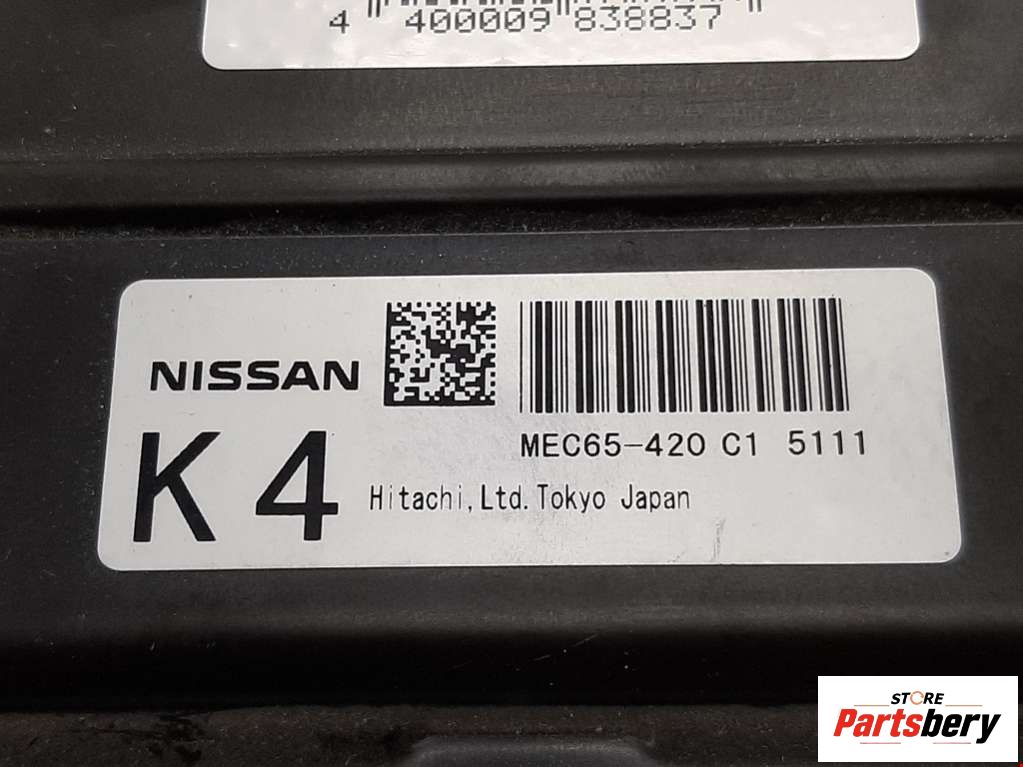 4 400009 838837
NISSAN
MEC65-420 C1 5111
K4
Hitachi,Ltd.Tokyo Japan
STORE
Partsbery